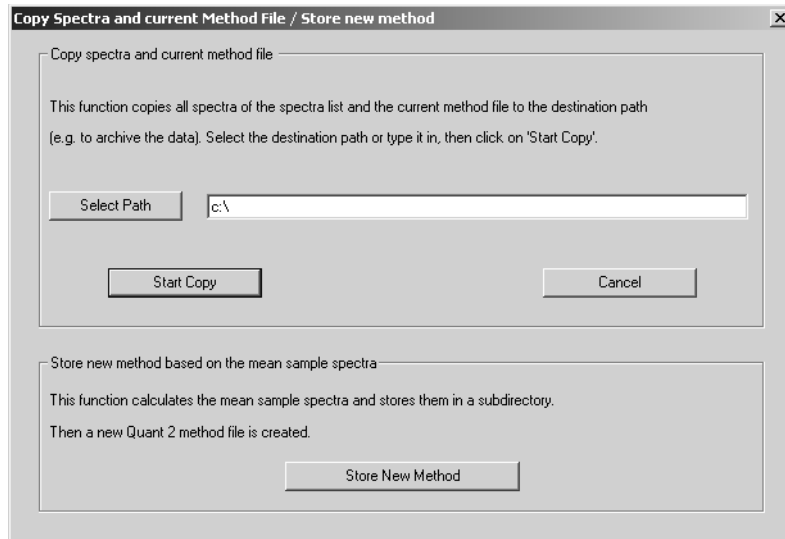 Copy Spectra and current Method File / Store new method
Copy spectra and current method file
This function copies all spectra of the spectra list and the current method file to the destination path
(e.g. to archive the data). Select the destination path or type it in, then click on 'Start Copy'.
Select Path
c:\
Start Copy
Cancel
Store new method based on the mean sample spectra
This function calculates the mean sample spectra and stores them in a subdirectory.
Then a new Quant 2 method file is created.
Store New Method